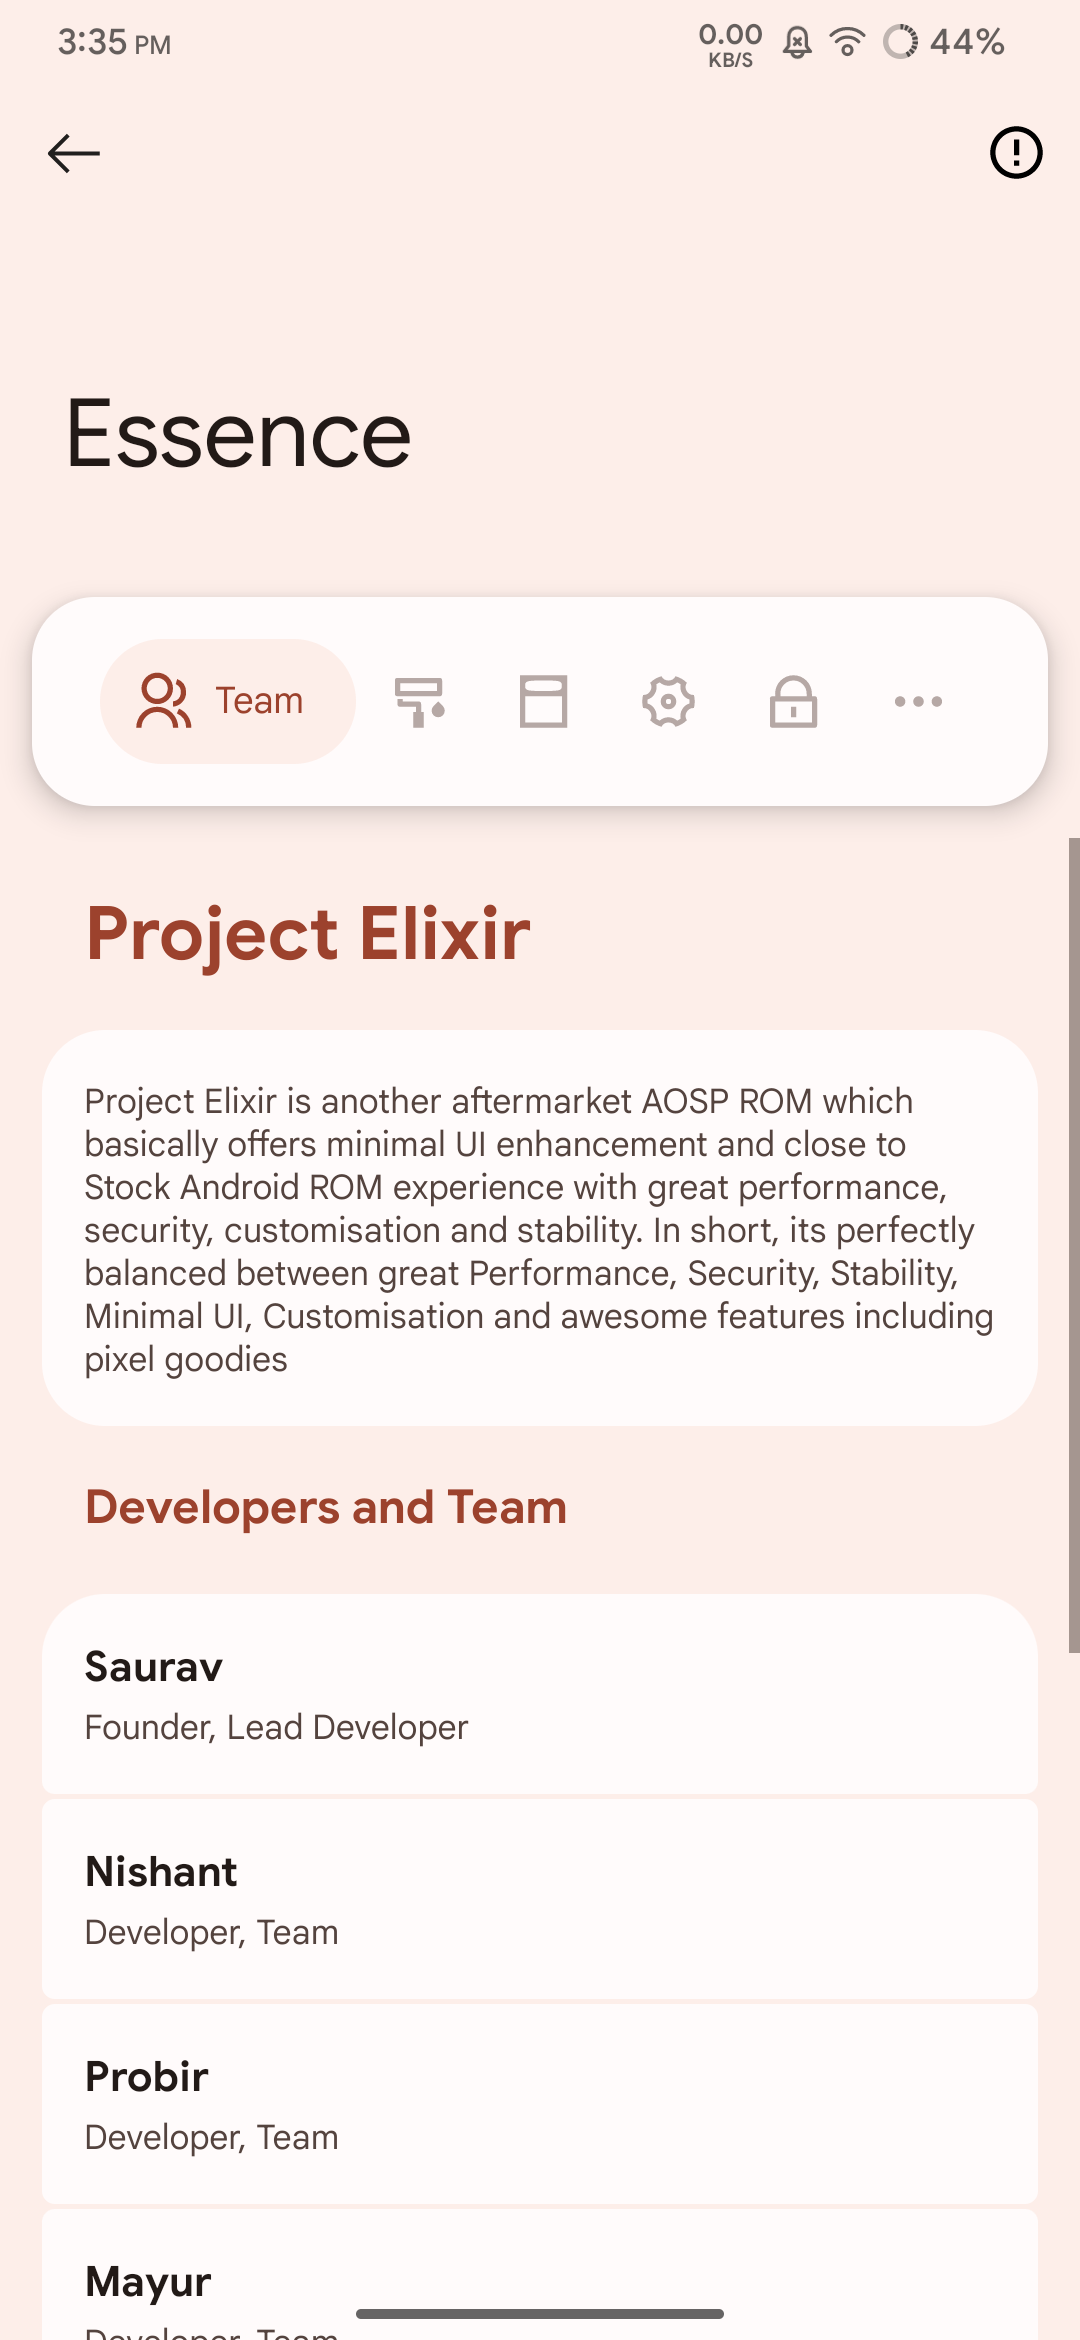 3:35 PM
0.00
KB/S
44%
Essence
Team
Project Elixir
Project Elixir is another aftermarket AOSP ROM which
basically offers minimal UI enhancement and close to
Stock Android ROM experience with great performance,
security, customisation and stability. In short, its perfectly
balanced between great Performance, Security, Stability,
Minimal UI, Customisation and awesome features including
pixel goodies
Developers and Team
Saurav
Founder, Lead Developer
Nishant
Developer, Team
Probir
Developer, Team
Mayur
Developer, Team